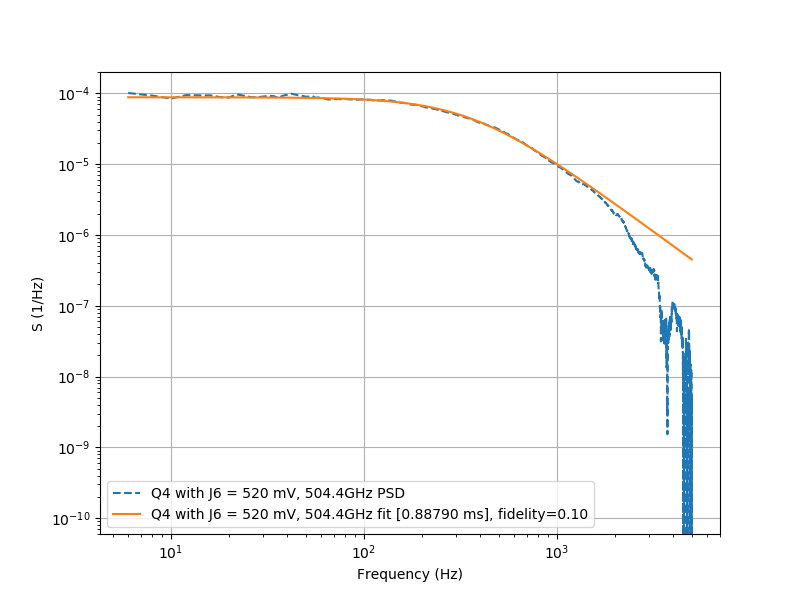 10⁻⁴
10⁻⁵
10⁻⁶
10⁻⁷
10⁻⁸
10⁻⁹
10⁻¹⁰
S (1/Hz)
Q4 with J6 = 520 mV, 504.4GHz PSD
Q4 with J6 = 520 mV, 504.4GHz fit [0.88790 ms], fidelity=0.10
10¹ 10² 10³
Frequency (Hz)